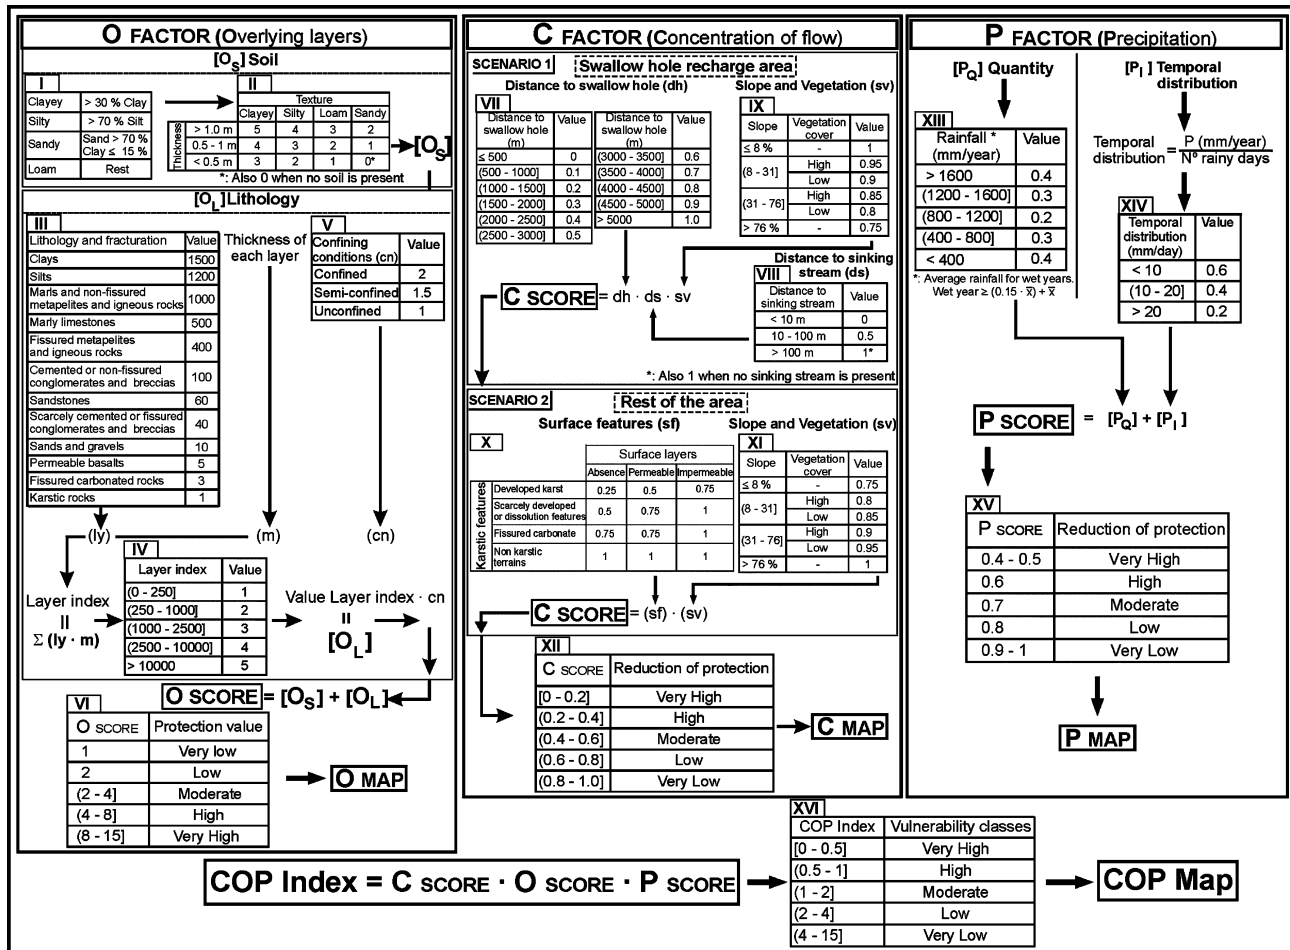 O FACTOR (Overlying layers)
[OS] Soil
I
Clayey > 30 % Clay
Silty > 70 % Silt
Sandy Sand > 70 % Clay ≤ 15 %
Loam Rest
II
Texture
Clayey Silty Loam Sandy
Thickness
> 1.0 m 5 4 3 2
0.5 - 1 m 4 3 2 1
< 0.5 m 3 2 1 0*
[OS]
*: Also 0 when no soil is present
[OL] Lithology
III
Lithology and fracturation Value
Clays 1500
Silts 1200
Marls and non-fissured metapelites and igneous rocks 1000
Marly limestones 500
Fissured metapelites and igneous rocks 400
Cemented or non-fissured conglomerates and breccias 100
Sandstones 60
Scarcely cemented or fissured conglomerates and breccias 40
Sands and gravels 10
Permeable basalts 5
Fissured carbonated rocks 3
Karstic rocks 1
Thickness of
each layer
V
Confining conditions (cn) Value
Confined 2
Semi-confined 1.5
Unconfined 1
(ly) (m) (cn)
Layer index
=
Σ (ly · m)
IV
Layer index Value
(0 - 250] 1
(250 - 1000] 2
(1000 - 2500] 3
(2500 - 10000] 4
> 10000 5
Value Layer index · cn
=
[OL]
O SCORE = [OS] + [OL]
VI
O SCORE Protection value
1 Very low
2 Low
(2 - 4] Moderate
(4 - 8] High
(8 - 15] Very High
O MAP
C FACTOR (Concentration of flow)
SCENARIO 1 Swallow hole recharge area
Distance to swallow hole (dh)
VII
Distance to swallow hole (m) Value Distance to swallow hole (m) Value
≤ 500 0 (3000 - 3500] 0.6
(500 - 1000] 0.1 (3500 - 4000] 0.7
(1000 - 1500] 0.2 (4000 - 4500] 0.8
(1500 - 2000] 0.3 (4500 - 5000] 0.9
(2000 - 2500] 0.4 > 5000 1.0
(2500 - 3000] 0.5
Slope and Vegetation (sv)
IX
Slope Vegetation cover Value
≤ 8 % - 1
(8 - 31] High 0.95
Low 0.9
(31 - 76] High 0.85
Low 0.8
> 76 % - 0.75
C SCORE = dh · ds · sv
Distance to sinking
stream (ds)
VIII
Distance to sinking stream Value
< 10 m 0
10 - 100 m 0.5
> 100 m 1*
*: Also 1 when no sinking stream is present
SCENARIO 2 Rest of the area
Surface features (sf)
X
Surface layers
Absence Permeable Impermeable
Karstic features
Developed karst 0.25 0.5 0.75
Scarcely developed or dissolution features 0.5 0.75 1
Fissured carbonate 0.75 0.75 1
Non karstic terrains 1 1 1
Slope and Vegetation (sv)
XI
Slope Vegetation cover Value
≤ 8 % - 0.75
(8 - 31] High 0.8
Low 0.85
(31 - 76] High 0.9
Low 0.95
> 76 % - 1
C SCORE = (sf) · (sv)
XII
C SCORE Reduction of protection
[0 - 0.2] Very High
(0.2 - 0.4] High
(0.4 - 0.6] Moderate
(0.6 - 0.8] Low
(0.8 - 1.0] Very Low
C MAP
P FACTOR (Precipitation)
[PQ] Quantity
XIII
Rainfall * (mm/year) Value
> 1600 0.4
(1200 - 1600] 0.3
(800 - 1200] 0.2
(400 - 800] 0.3
< 400 0.4
*: Average rainfall for wet years.
Wet year ≥ (0.15 · x̄) + x̄
[PI] Temporal
distribution
Temporal distribution = P (mm/year) / Nº rainy days
XIV
Temporal distribution (mm/day) Value
< 10 0.6
(10 - 20] 0.4
> 20 0.2
P SCORE = [PQ] + [PI]
XV
P SCORE Reduction of protection
0.4 - 0.5 Very High
0.6 High
0.7 Moderate
0.8 Low
0.9 - 1 Very Low
P MAP
COP Index = C SCORE · O SCORE · P SCORE
XVI
COP Index Vulnerability classes
[0 - 0.5] Very High
(0.5 - 1] High
(1 - 2] Moderate
(2 - 4] Low
(4 - 15] Very Low
COP Map